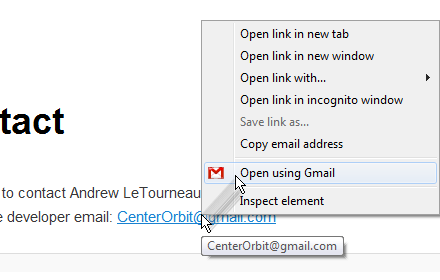 Open link in new tab
Open link in new window
Open link with...
Open link in incognito window
Save link as...
Copy email address
Open using Gmail
Inspect element
tact
to contact Andrew LeTourneau
e developer email: CenterOrbit@gmail.com
CenterOrbit@gmail.com